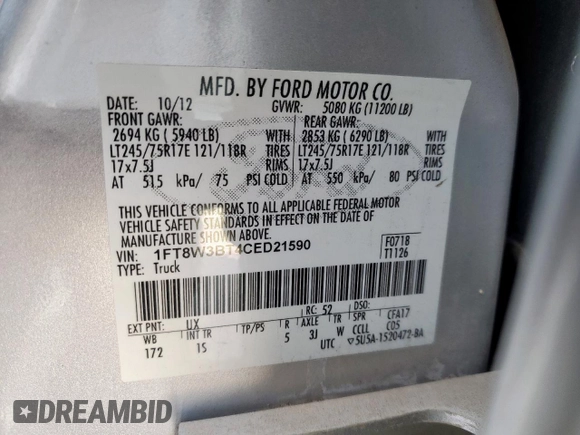 MFD. BY FORD MOTOR CO.
DATE: 10/12 GVWR: 5080 KG (11200 LB)
FRONT GAWR: REAR GAWR:
2694 KG ( 5940 LB) WITH 2853 KG ( 6290 LB) WITH
LT245/75R17E 121/118R TIRES LT245/75R17E 121/118R TIRES
17x7.5J RIMS 17x7.5J RIMS
AT 515 kPa/ 75 PSI COLD AT 550 kPa/ 80 PSI COLD
THIS VEHICLE CONFORMS TO ALL APPLICABLE FEDERAL MOTOR
VEHICLE SAFETY STANDARDS IN EFFECT ON THE DATE OF
MANUFACTURE SHOWN ABOVE.
VIN: 1FT8W3BT4CED21590 F0718
TYPE: Truck T1126
RC: 52 DSO:
EXT PNT: UX
WB INT TR TP/PS R AXLE TR SPR CFA17
172 1S 5 3J W CCLL C05
UTC 5U5A-1520472-BA
DREAMBID